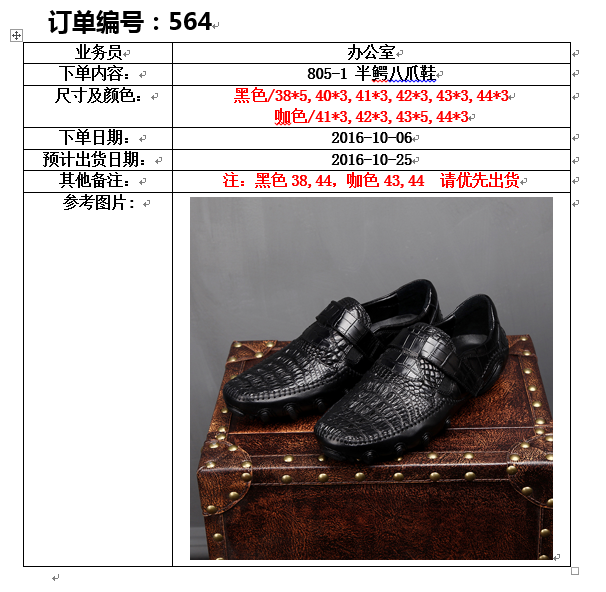 订单编号：564
业务员 办公室
下单内容： 805-1 半鳄八爪鞋
尺寸及颜色： 黑色/38*5,40*3,41*3,42*3,43*3,44*3
咖色/41*3,42*3,43*5,44*3
下单日期： 2016-10-06
预计出货日期： 2016-10-25
其他备注： 注：黑色 38,44，咖色 43,44 请优先出货
参考图片：